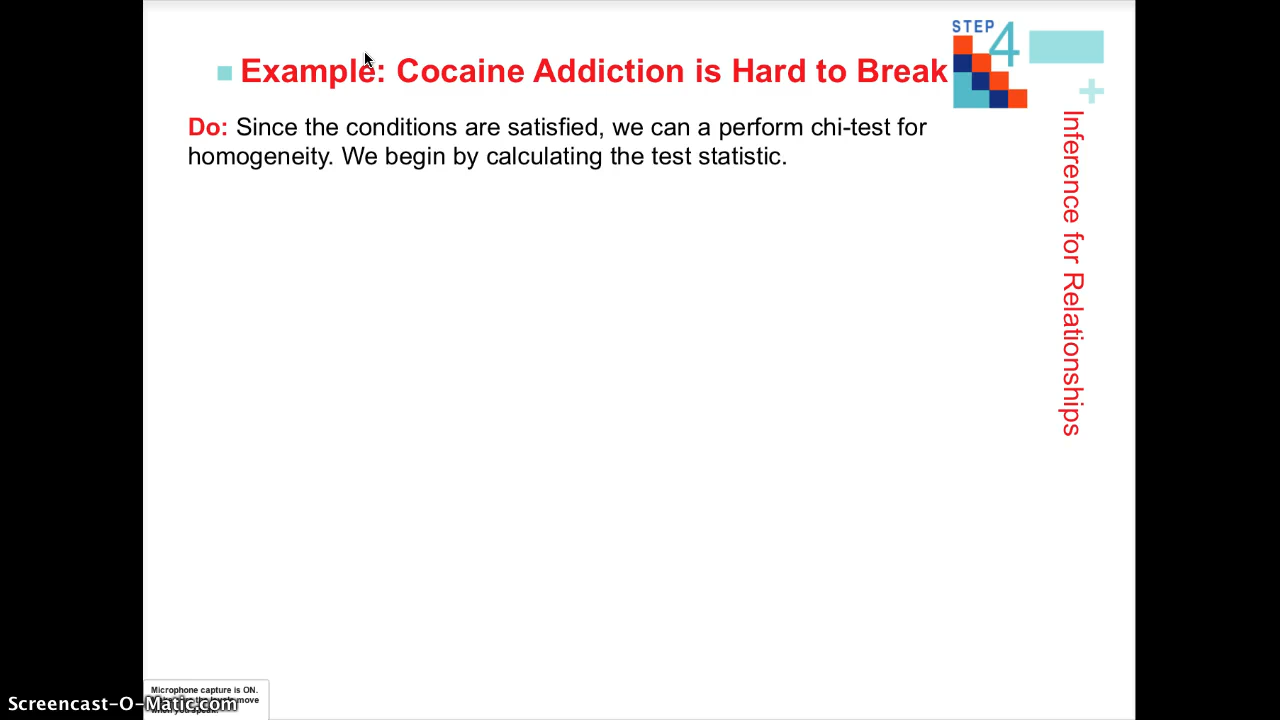 STEP 4
Example: Cocaine Addiction is Hard to Break
+
Do: Since the conditions are satisfied, we can a perform chi-test for
homogeneity. We begin by calculating the test statistic.
Inference for Relationships
Microphone capture is ON.
move
Screencast-O-Matic.com